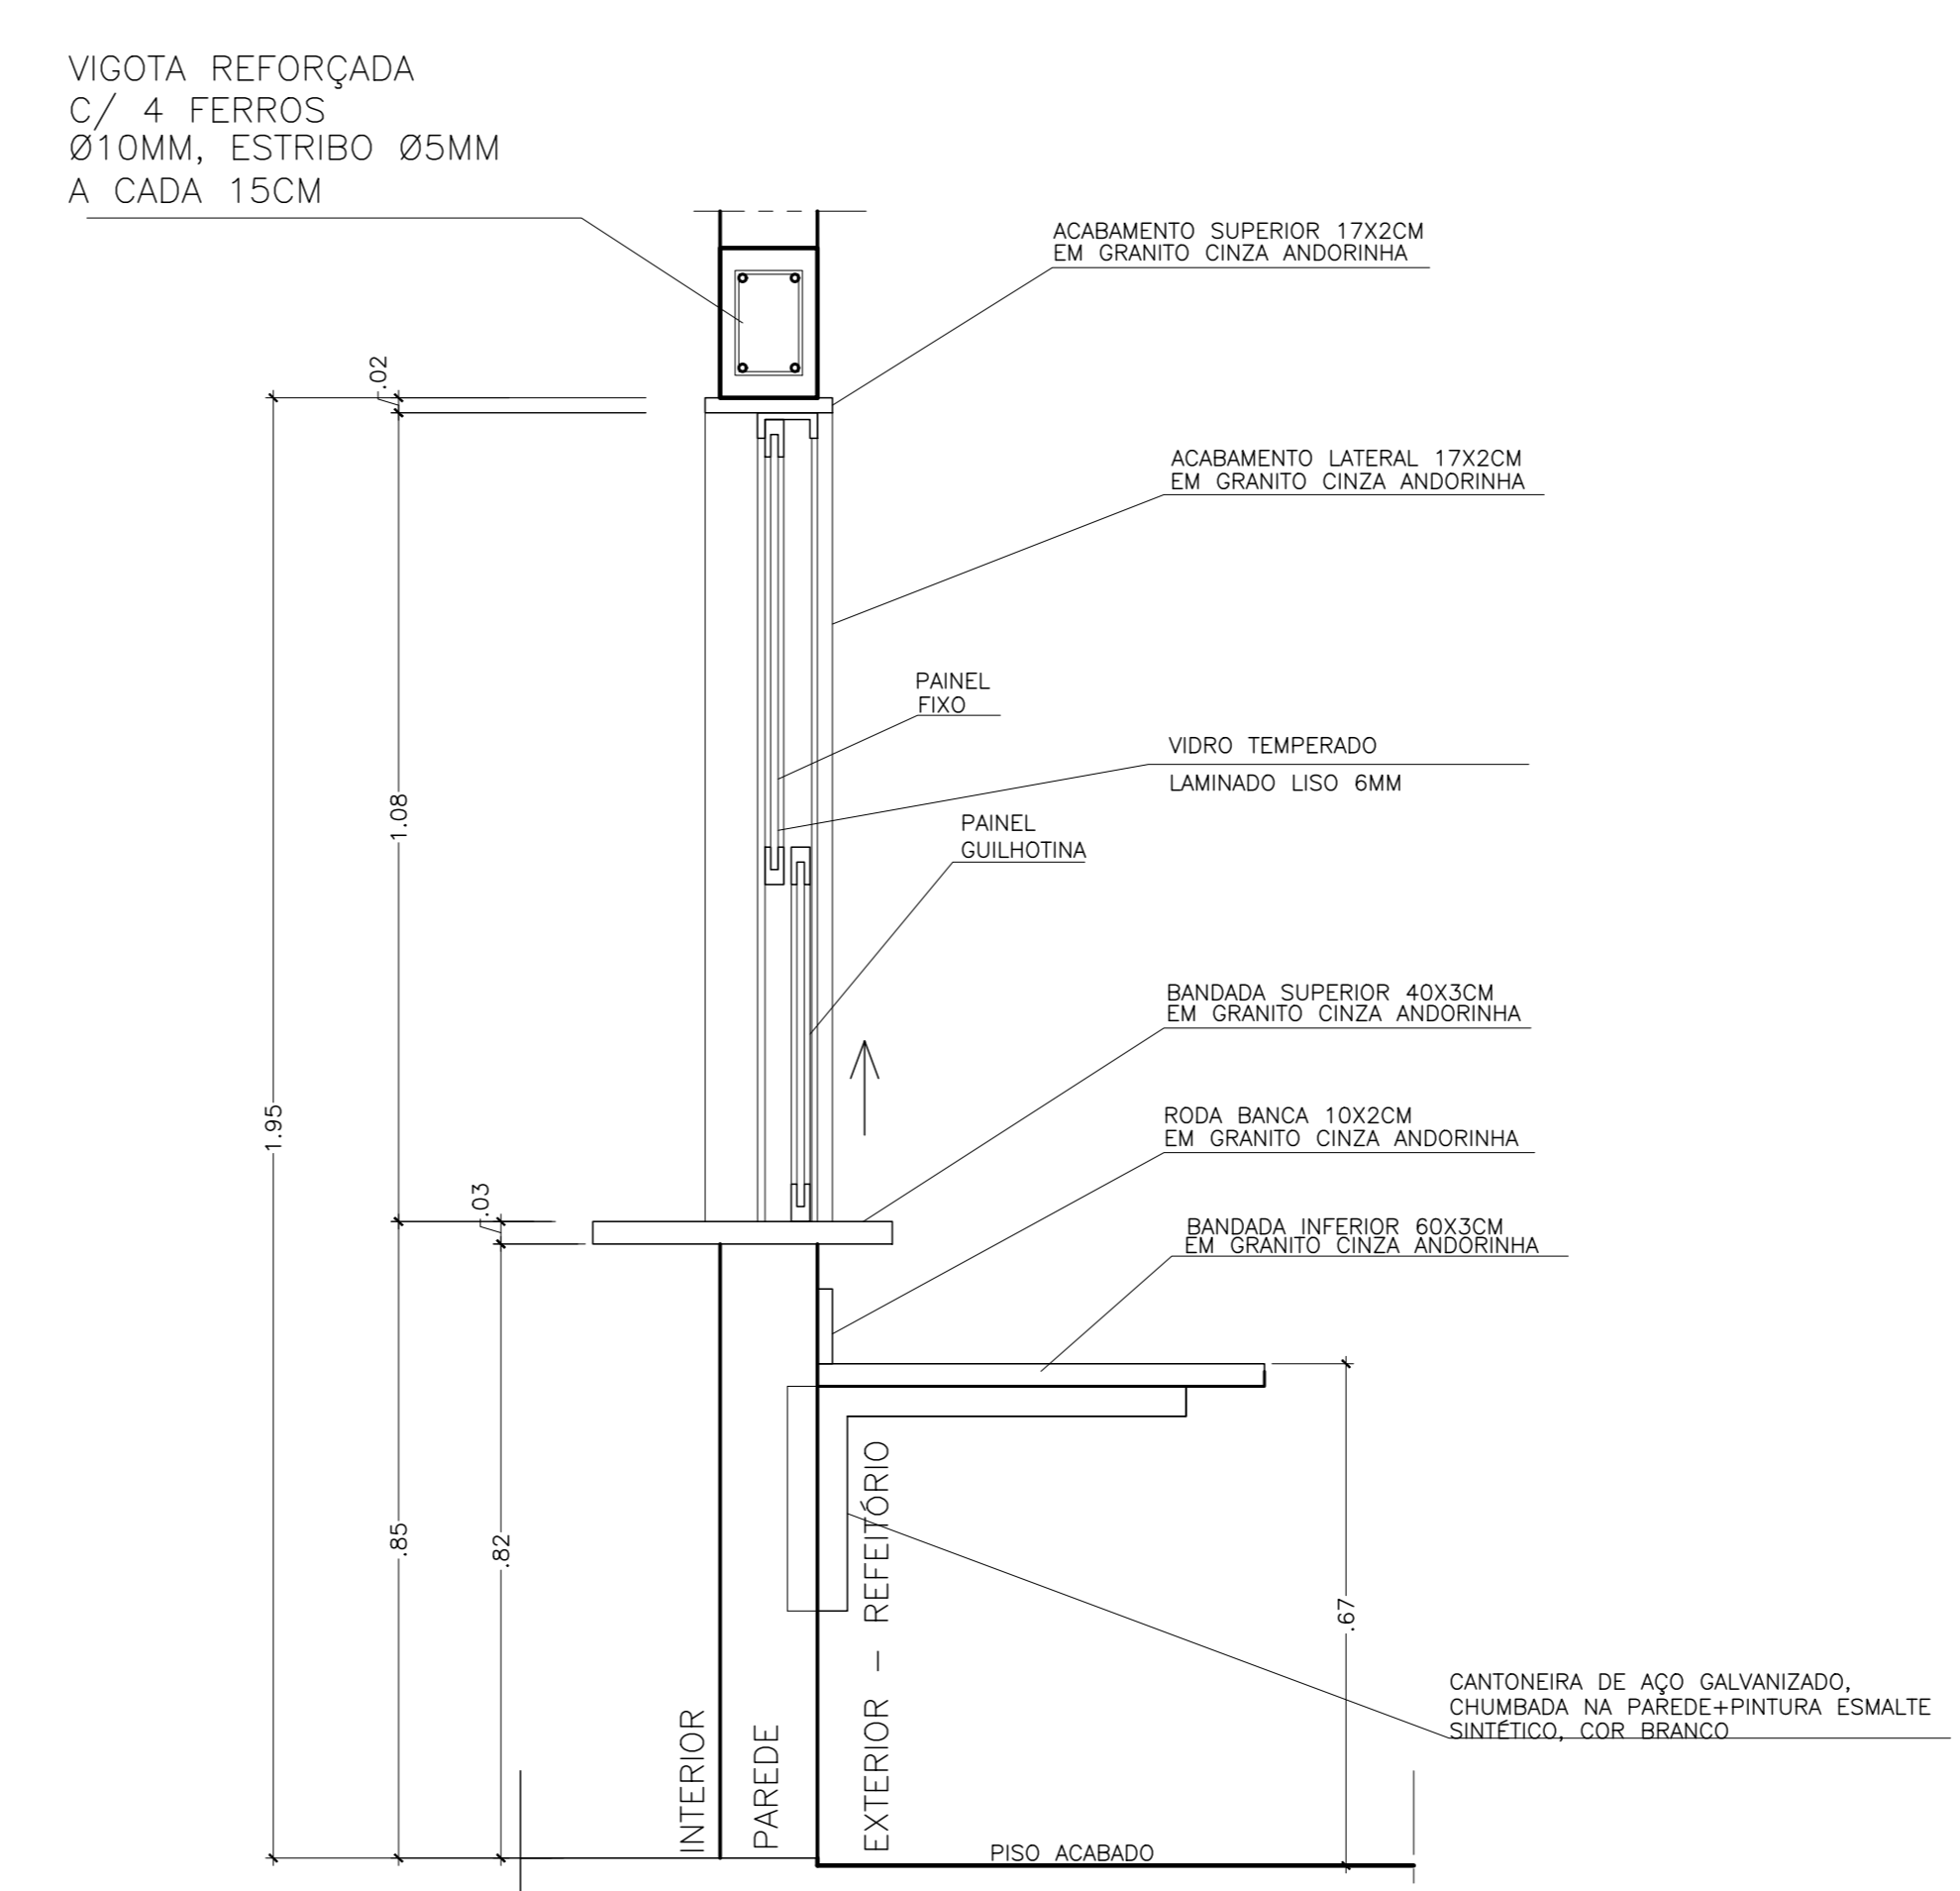 VIGOTA REFORÇADA
C/ 4 FERROS
Ø10MM, ESTRIBO Ø5MM
A CADA 15CM
ACABAMENTO SUPERIOR 17X2CM
EM GRANITO CINZA ANDORINHA
.02
ACABAMENTO LATERAL 17X2CM
EM GRANITO CINZA ANDORINHA
PAINEL
FIXO
VIDRO TEMPERADO
LAMINADO LISO 6MM
1.08
PAINEL
GUILHOTINA
BANDADA SUPERIOR 40X3CM
EM GRANITO CINZA ANDORINHA
1.95
RODA BANCA 10X2CM
EM GRANITO CINZA ANDORINHA
.03
BANDADA INFERIOR 60X3CM
EM GRANITO CINZA ANDORINHA
.85
.82
.67
INTERIOR
PAREDE
EXTERIOR - REFEITÓRIO
CANTONEIRA DE AÇO GALVANIZADO,
CHUMBADA NA PAREDE+PINTURA ESMALTE
SINTÉTICO, COR BRANCO
PISO ACABADO